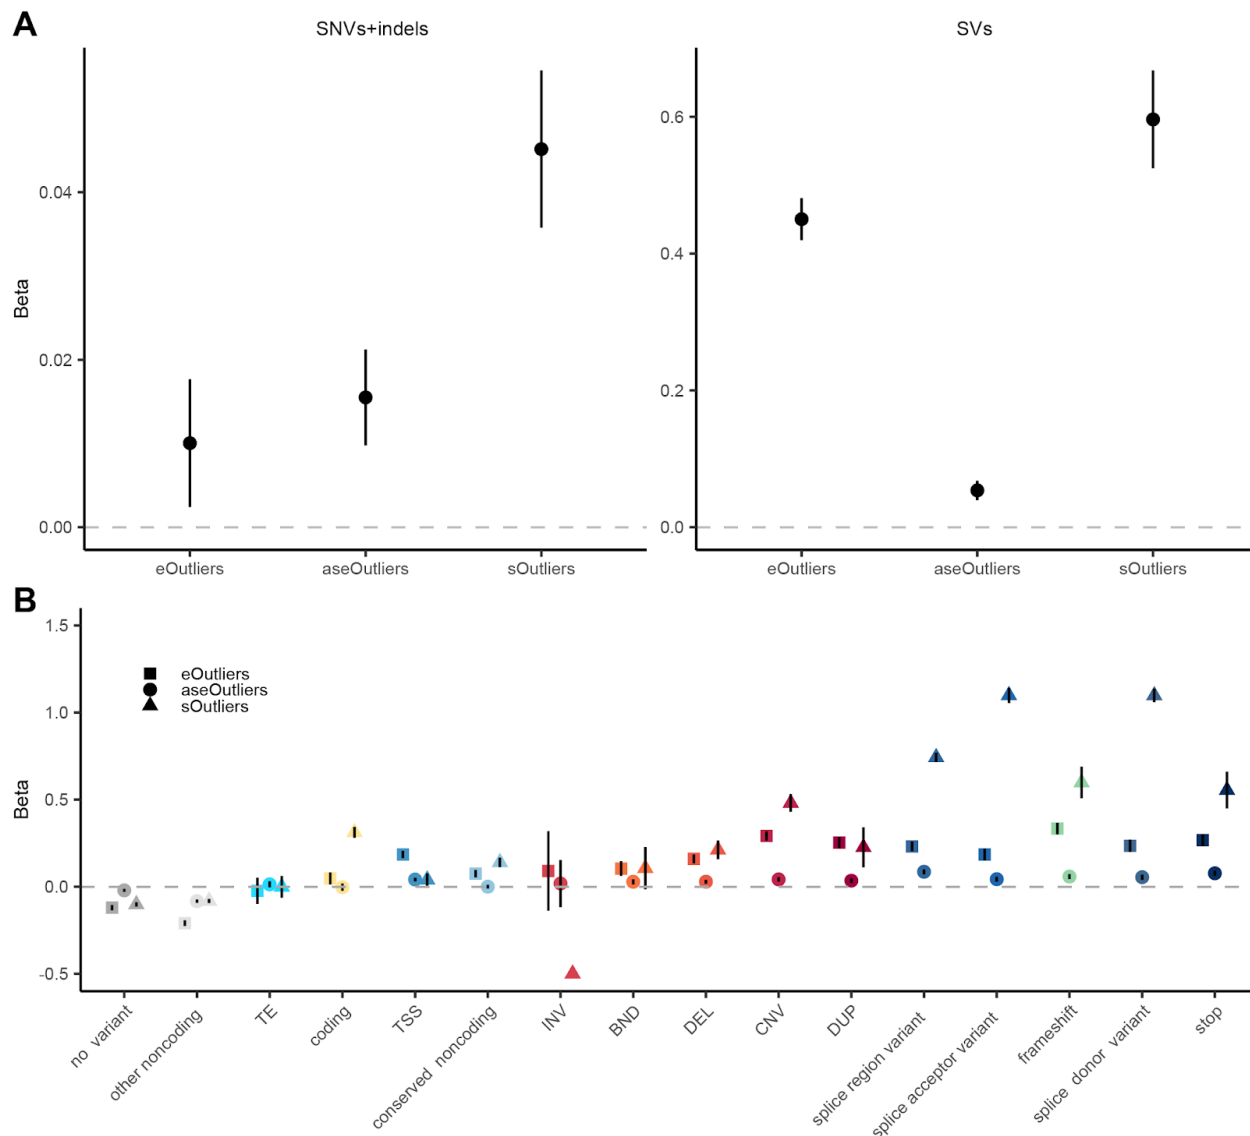 A
SNVs+indels
SVs
Beta
0.04
0.02
0.00
0.6
0.4
0.2
0.0
eOutliers
aseOutliers
sOutliers
eOutliers
aseOutliers
sOutliers
B
Beta
1.5
1.0
0.5
0.0
-0.5
eOutliers
aseOutliers
sOutliers
no variant
other noncoding
TE
coding
TSS
conserved noncoding
INV
BND
DEL
CNV
DUP
splice region variant
splice acceptor variant
frameshift
splice donor variant
stop